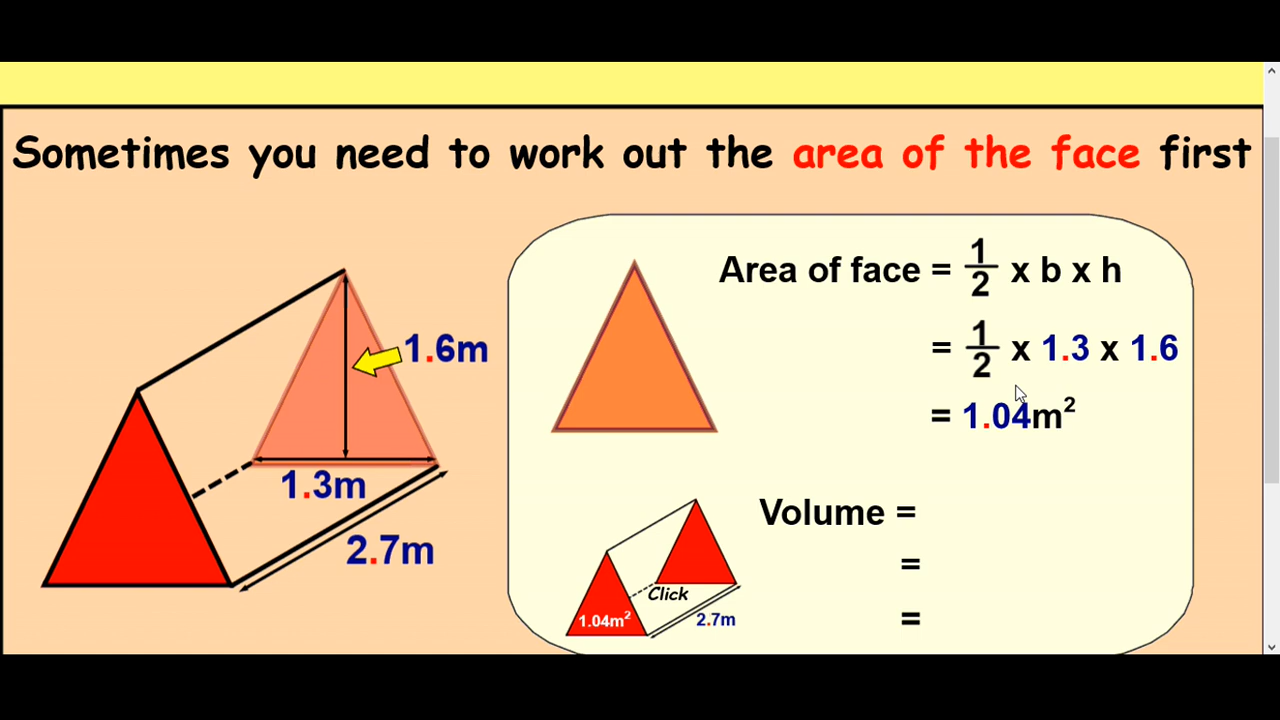 Sometimes you need to work out the area of the face first
Area of face = 1/2 x b x h
= 1/2 x 1.3 x 1.6
= 1.04m²
1.6m
1.3m
2.7m
Volume =
=
=
Click
1.04m²
2.7m